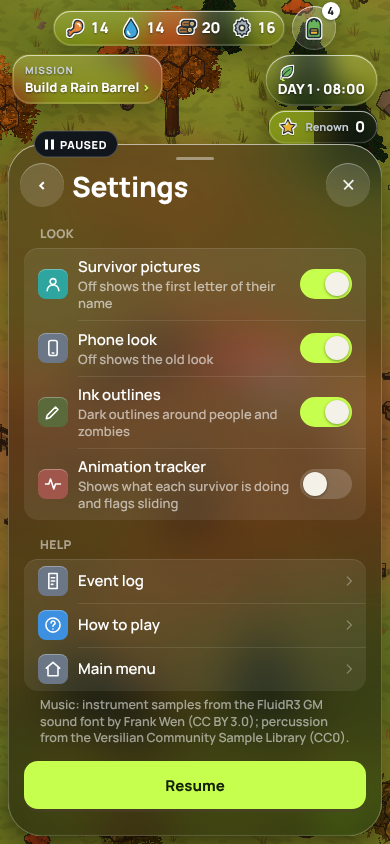 14 14 20 16 4
MISSION
Build a Rain Barrel ›
DAY 1 · 08:00
Renown 0
PAUSED
Settings
LOOK
Survivor pictures
Off shows the first letter of their
name
Phone look
Off shows the old look
Ink outlines
Dark outlines around people and
zombies
Animation tracker
Shows what each survivor is doing
and flags sliding
HELP
Event log
How to play
Main menu
Music: instrument samples from the FluidR3 GM
sound font by Frank Wen (CC BY 3.0); percussion
from the Versilian Community Sample Library (CC0).
Resume